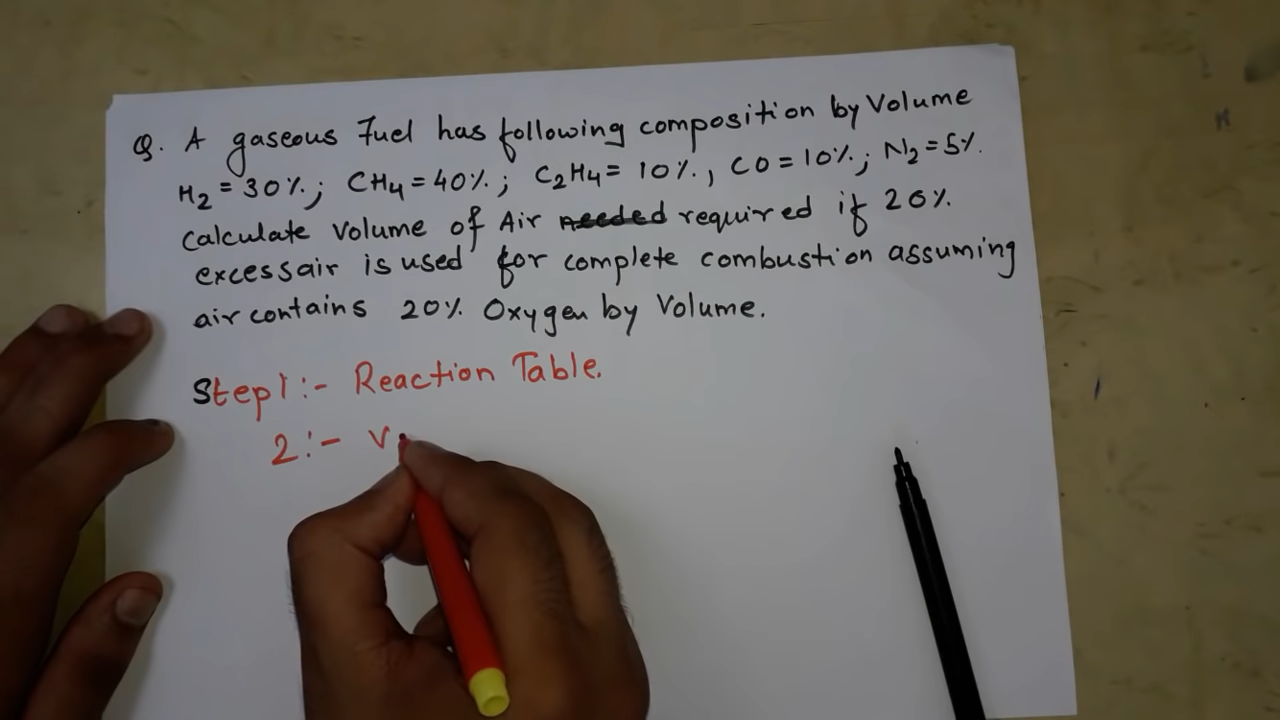 Q. A gaseous Fuel has following composition by Volume
H₂ = 30%; CH₄ = 40%; C₂H₄ = 10%, CO = 10%; N₂ = 5%.
Calculate Volume of Air needed required if 20%
excess air is used for complete combustion assuming
air contains 20% Oxygen by Volume.
Step1:- Reaction Table.
2:- V